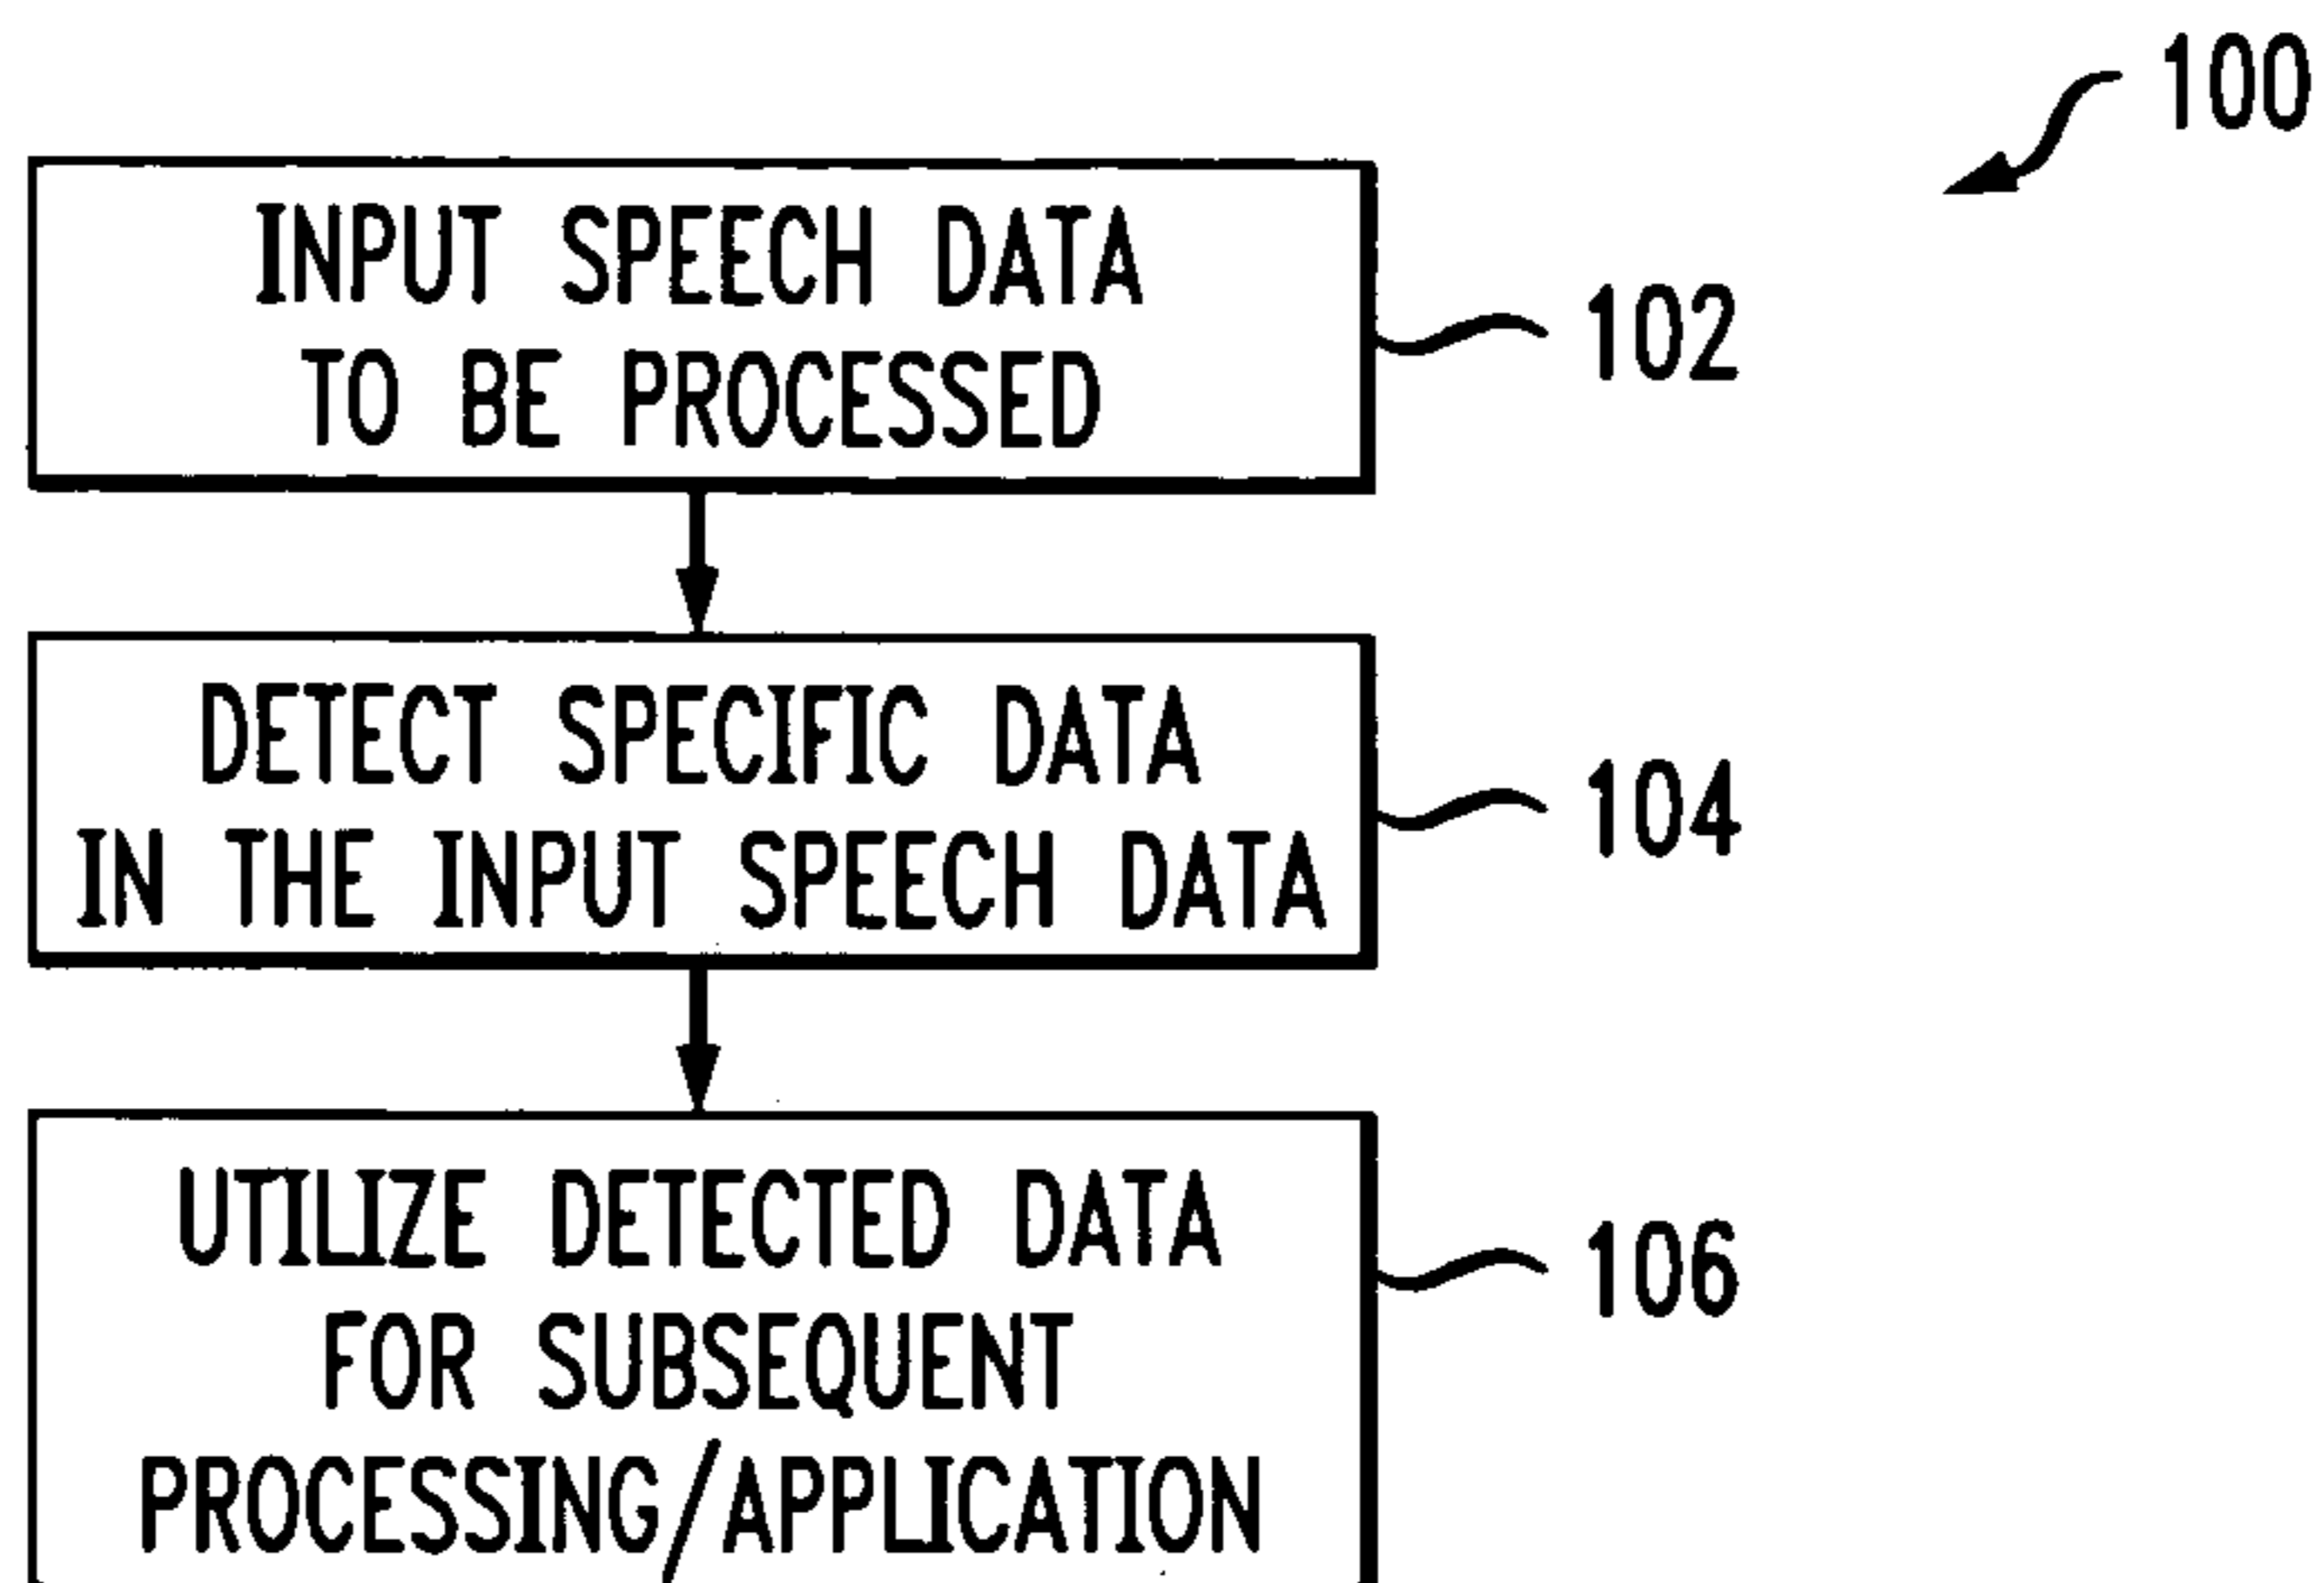 100
INPUT SPEECH DATA
TO BE PROCESSED
102
DETECT SPECIFIC DATA
IN THE INPUT SPEECH DATA
104
UTILIZE DETECTED DATA
FOR SUBSEQUENT
PROCESSING/APPLICATION
106